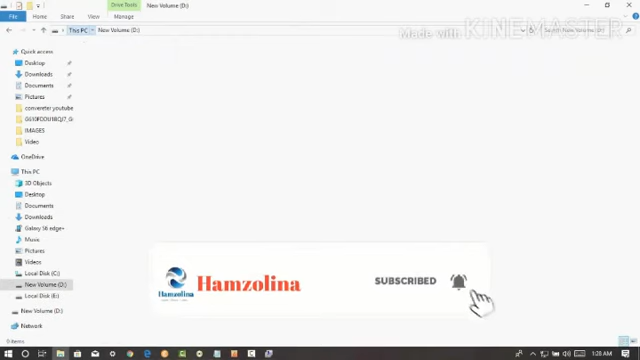 Drive Tools
New Volume (D:)
File
Home
Share
View
Manage
This PC
New Volume (D:)
Search New Volume (D:)
Made with KINEMASTER
Quick access
Desktop
Downloads
Documents
Pictures
converter youtube
IMAGES
Video
OneDrive
This PC
3D Objects
Desktop
Documents
Downloads
Galaxy S6 edge+
Music
Pictures
Videos
Local Disk (C:)
New Volume (D:)
Local Disk (E:)
New Volume (D:)
Network
Hamzolina
Hamzolina
SUBSCRIBED
0 items
1:28 AM